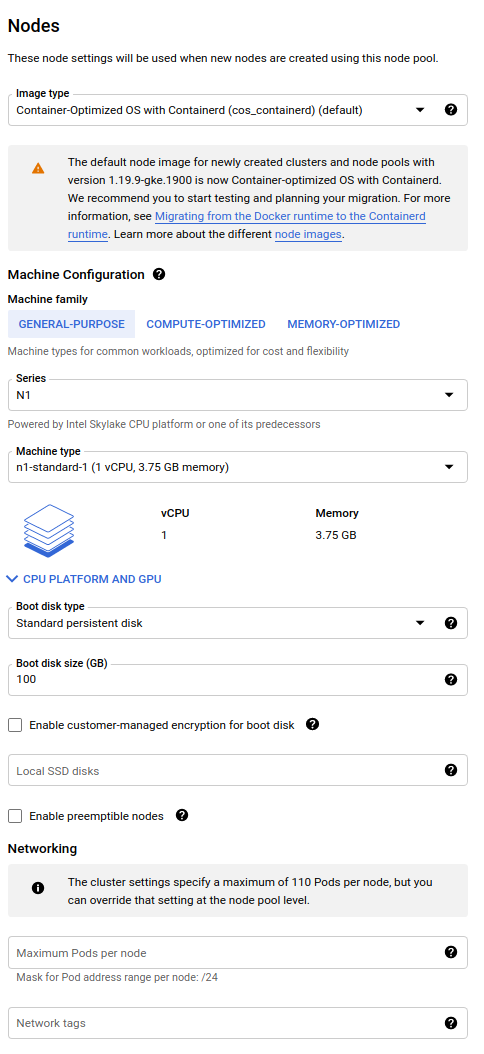 Nodes
These node settings will be used when new nodes are created using this node pool.
Image type
Container-Optimized OS with Containerd (cos_containerd) (default)
The default node image for newly created clusters and node pools with
version 1.19.9-gke.1900 is now Container-optimized OS with Containerd.
We recommend you to start testing and planning your migration. For more
information, see Migrating from the Docker runtime to the Containerd
runtime. Learn more about the different node images.
Machine Configuration
Machine family
GENERAL-PURPOSE COMPUTE-OPTIMIZED MEMORY-OPTIMIZED
Machine types for common workloads, optimized for cost and flexibility
Series
N1
Powered by Intel Skylake CPU platform or one of its predecessors
Machine type
n1-standard-1 (1 vCPU, 3.75 GB memory)
vCPU Memory
1 3.75 GB
CPU PLATFORM AND GPU
Boot disk type
Standard persistent disk
Boot disk size (GB)
100
Enable customer-managed encryption for boot disk
Local SSD disks
Enable preemptible nodes
Networking
The cluster settings specify a maximum of 110 Pods per node, but you
can override that setting at the node pool level.
Maximum Pods per node
Mask for Pod address range per node: /24
Network tags